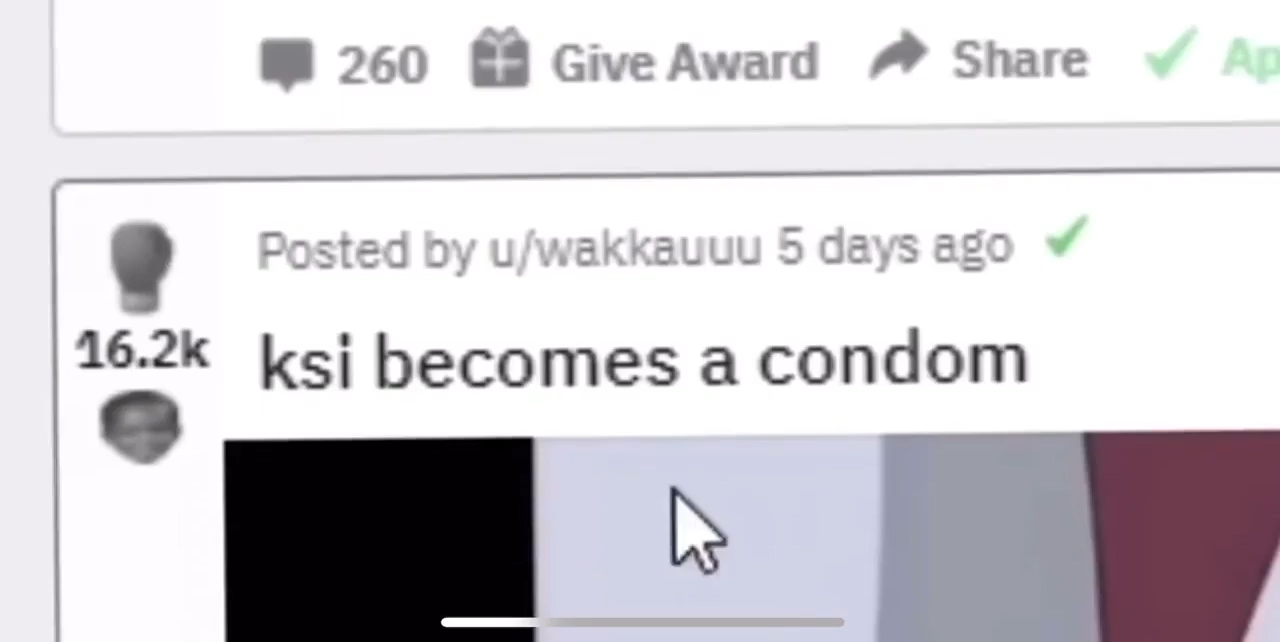 260 Give Award Share
Posted by u/wakkauuu 5 days ago
16.2k
ksi becomes a condom